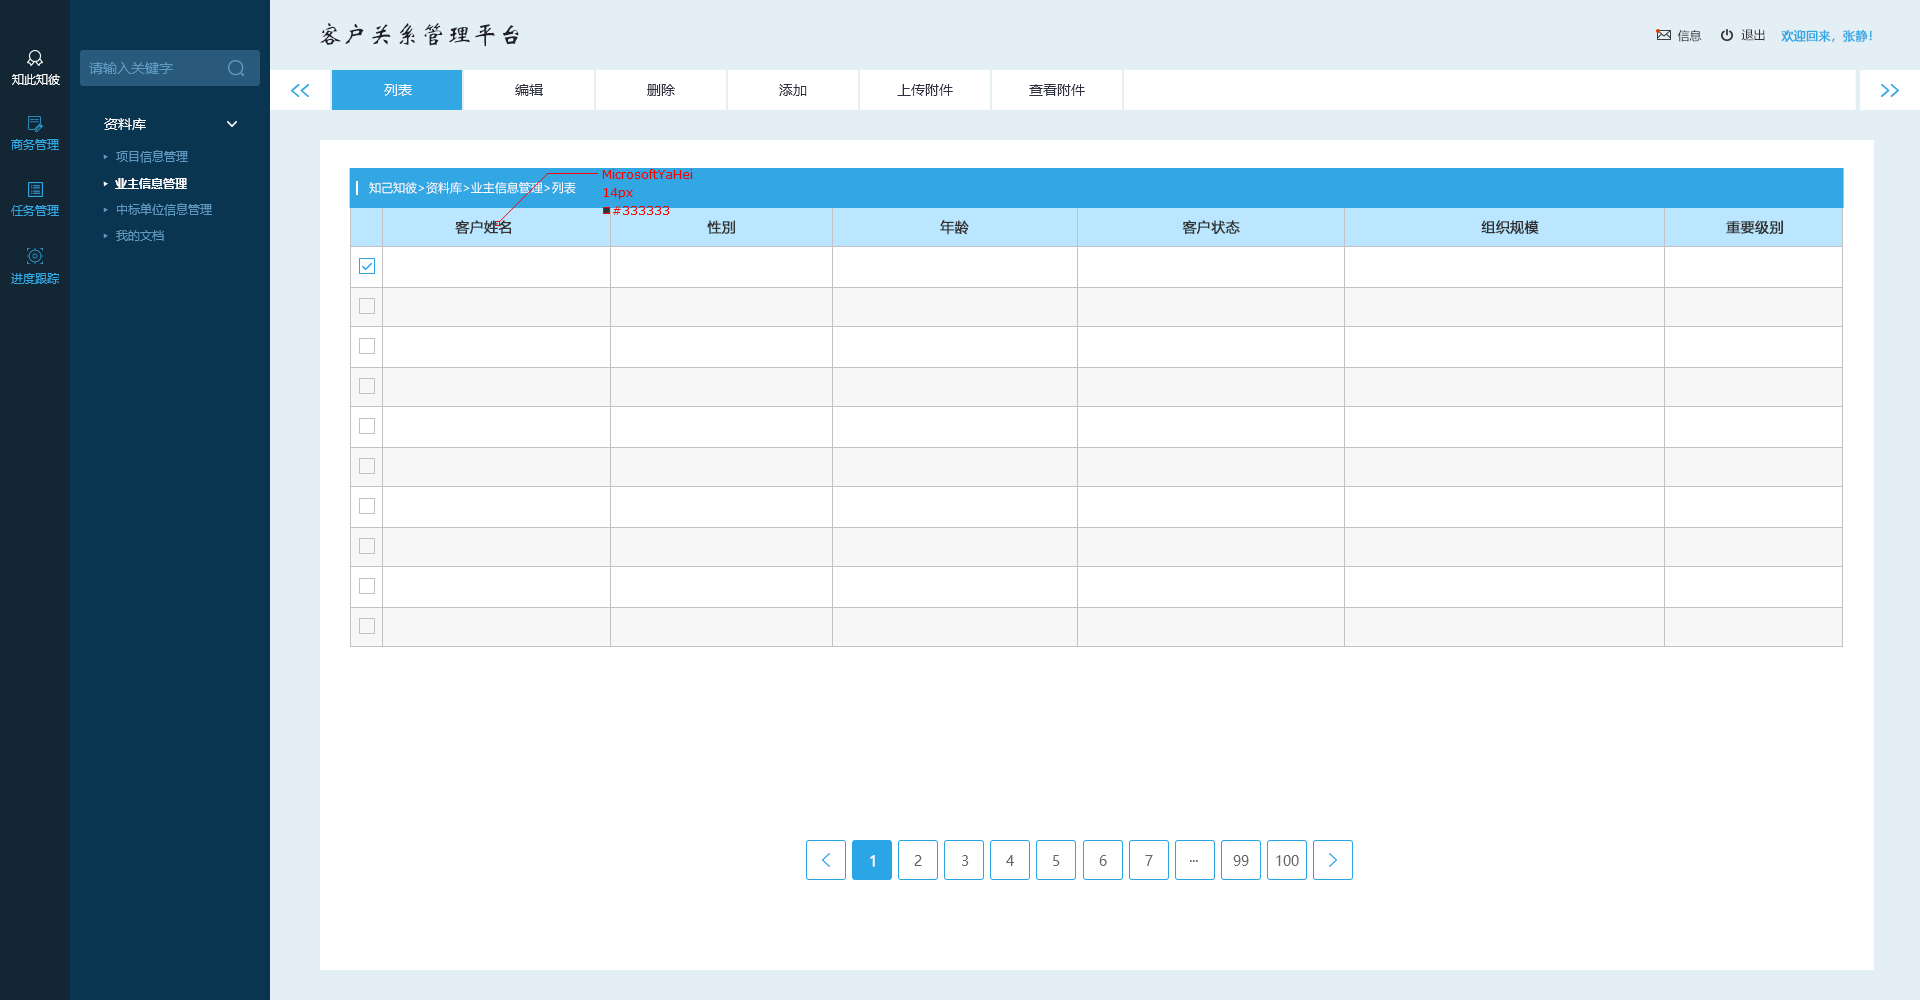 客户关系管理平台
信息
退出
欢迎回来，张静！
知此知彼
商务管理
任务管理
进度跟踪
请输入关键字
资料库
项目信息管理
业主信息管理
中标单位信息管理
我的文档
列表
编辑
删除
添加
上传附件
查看附件
知己知彼>资料库>业主信息管理>列表
MicrosoftYaHei
14px
#333333
客户姓名
性别
年龄
客户状态
组织规模
重要级别
1
2
3
4
5
6
7
...
99
100